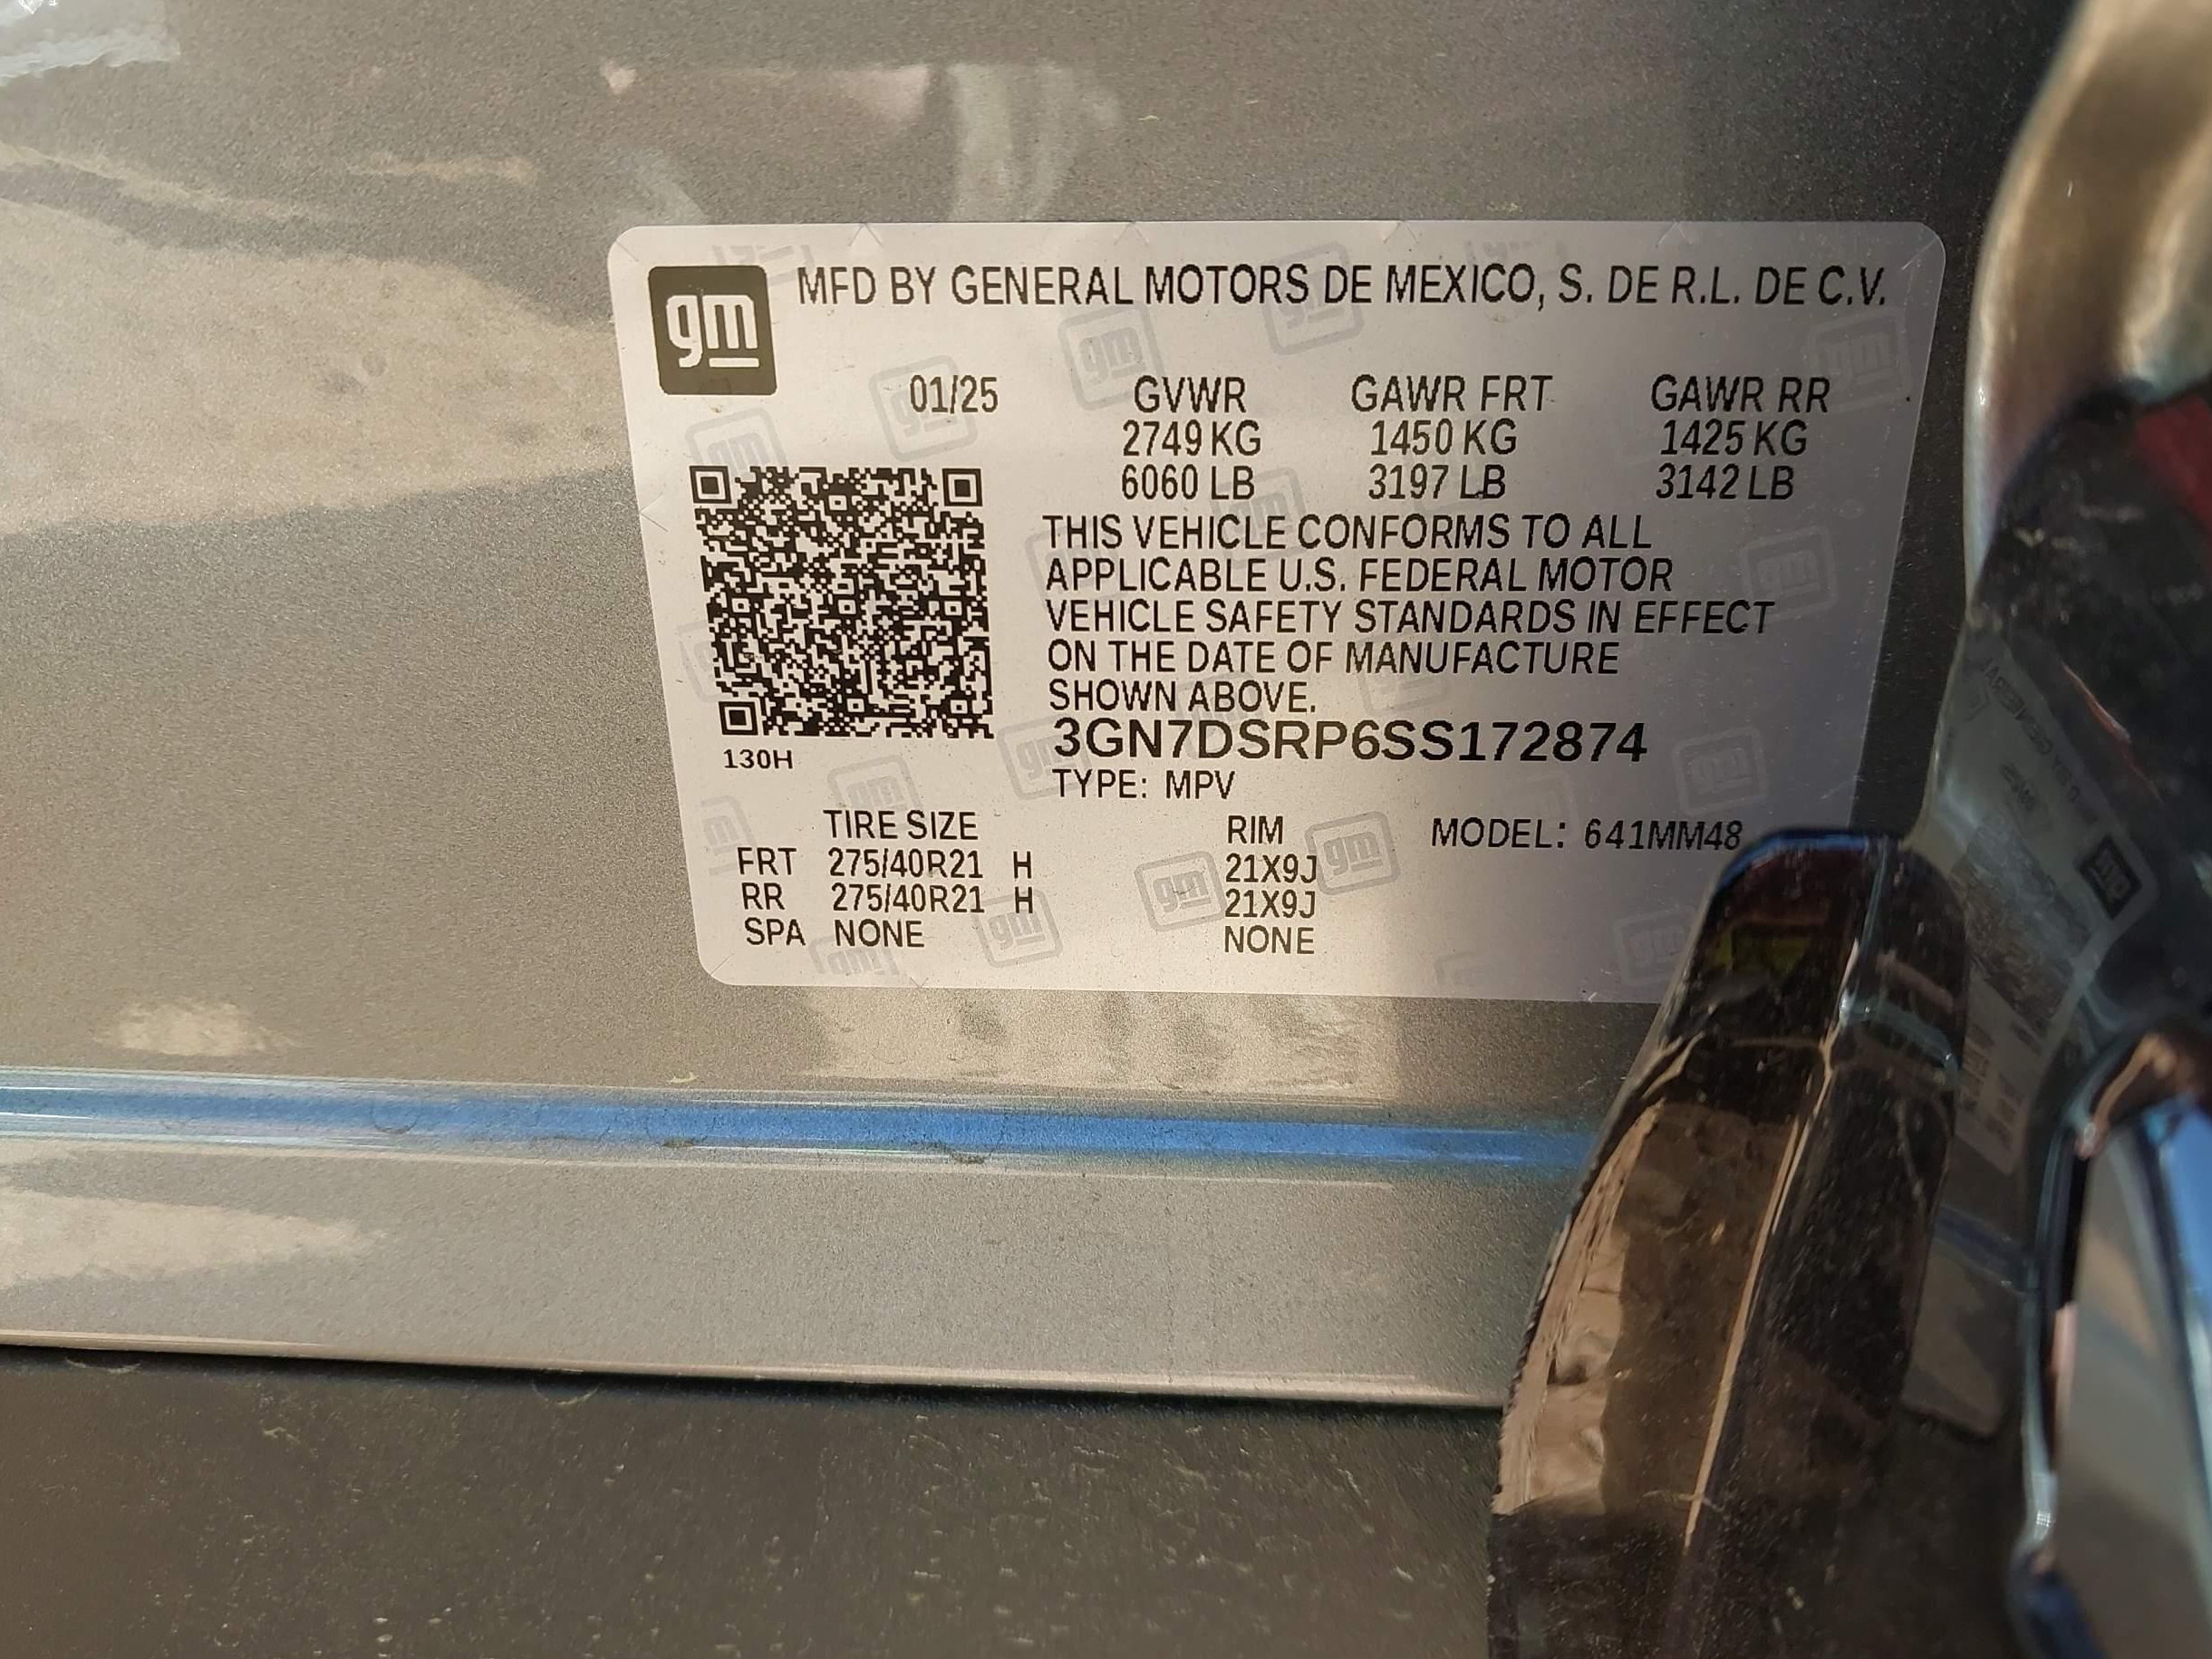 gm
MFD BY GENERAL MOTORS DE MEXICO, S. DE R.L. DE C.V.
01/25 GVWR GAWR FRT GAWR RR
2749 KG 1450 KG 1425 KG
6060 LB 3197 LB 3142 LB
THIS VEHICLE CONFORMS TO ALL
APPLICABLE U.S. FEDERAL MOTOR
VEHICLE SAFETY STANDARDS IN EFFECT
ON THE DATE OF MANUFACTURE
SHOWN ABOVE.
3GN7DSRP6SS172874
130H
TYPE: MPV
TIRE SIZE RIM MODEL: 641MM48
FRT 275/40R21 H 21X9J
RR 275/40R21 H 21X9J
SPA NONE NONE